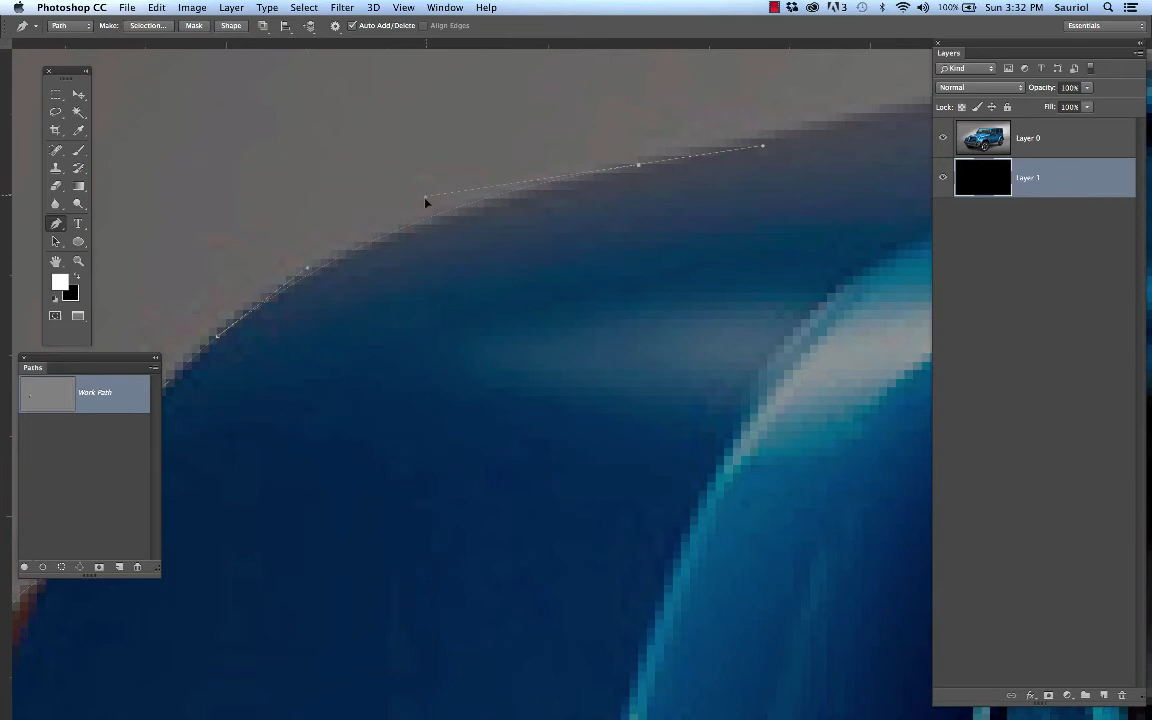 Photoshop CC File Edit Image Layer Type Select Filter 3D View Window Help 3 100% Sun 3:32 PM Sauriol
Path Make: Selection... Mask Shape Auto Add/Delete Align Edges Essentials
Layers
Kind
Normal Opacity: 100%
Lock: Fill: 100%
Layer 0
Layer 1
Paths
Work Path